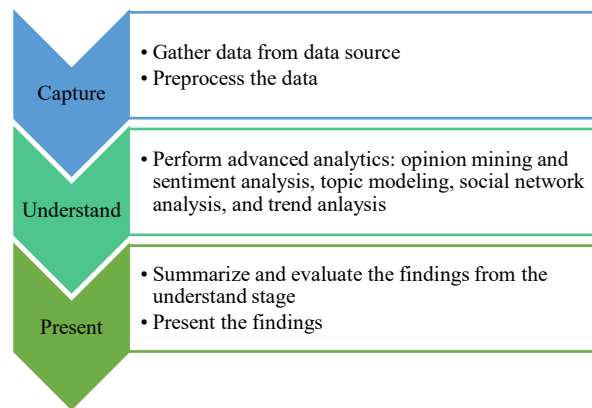 Capture
• Gather data from data source
• Preprocess the data
Understand
• Perform advanced analytics: opinion mining and
sentiment analysis, topic modeling, social network
analysis, and trend anlaysis
Present
• Summarize and evaluate the findings from the
understand stage
• Present the findings